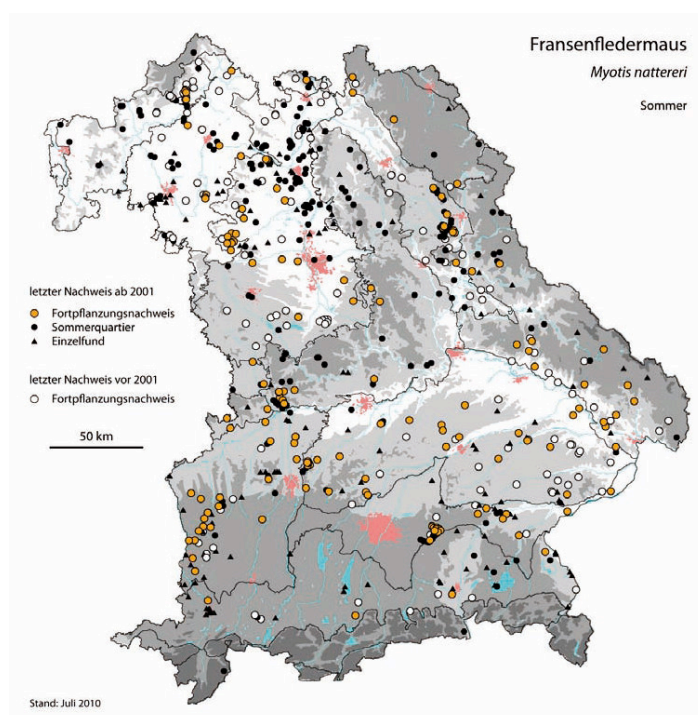 Fransenfledermaus
Myotis nattereri
Sommer
letzter Nachweis ab 2001
Fortpflanzungsnachweis
Sommerquartier
Einzelfund
letzter Nachweis vor 2001
Fortpflanzungsnachweis
50 km
Stand: Juli 2010